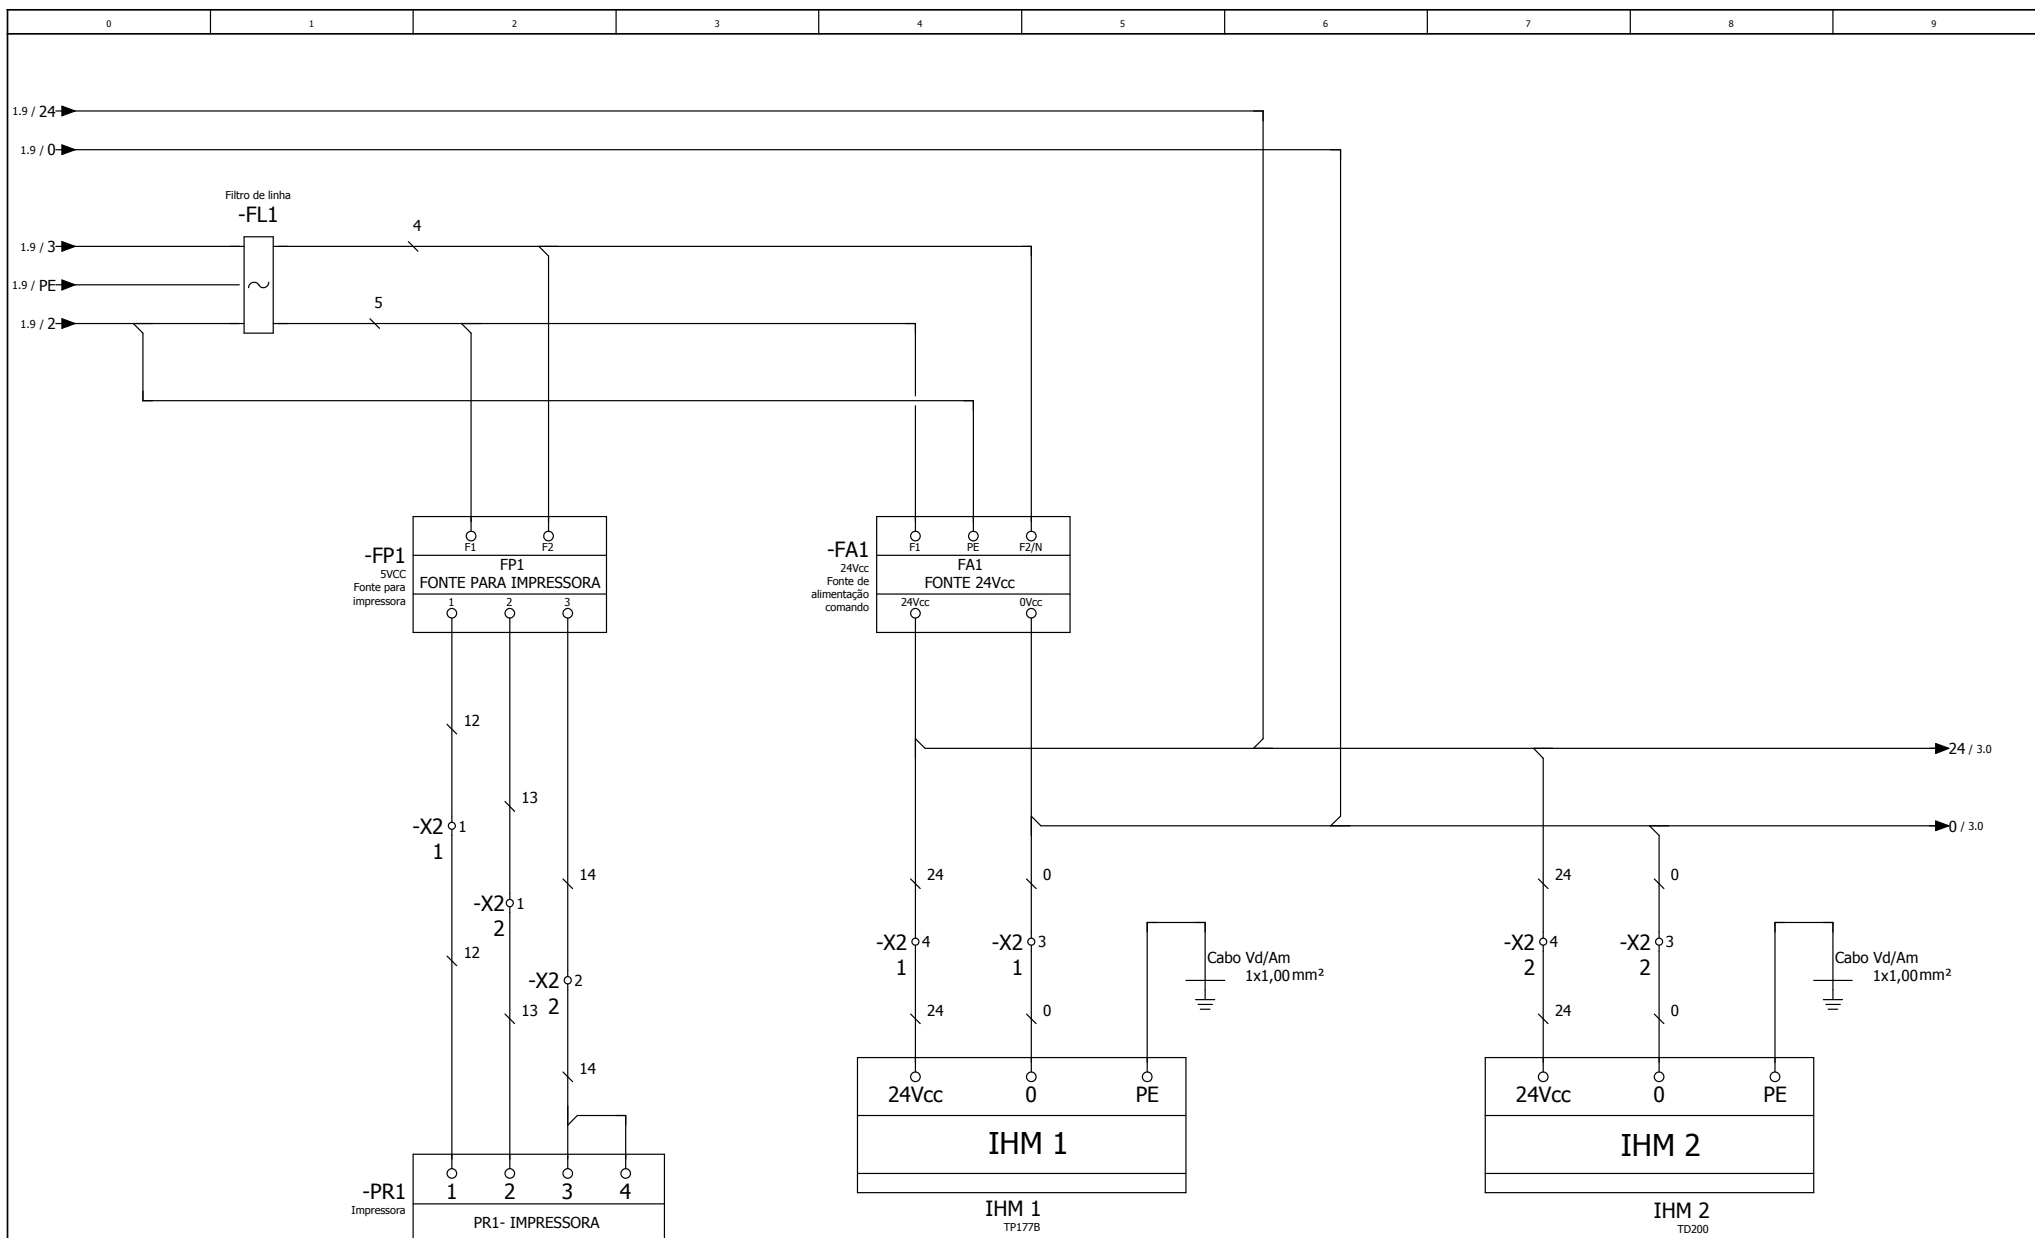 0 1 2 3 4 5 6 7 8 9
1.9 / 24
1.9 / 0
Filtro de linha
-FL1
1.9 / 3
4
1.9 / PE
1.9 / 2
5
-FP1
5VCC
Fonte para
impressora
F1 F2
FP1
FONTE PARA IMPRESSORA
1 2 3
-FA1
24Vcc
Fonte de
alimentação
comando
F1 PE F2/N
FA1
FONTE 24Vcc
24Vcc 0Vcc
12
13
14
-X2 1
1
-X2 1
2
-X2 2
2
12
13
14
24 / 3.0
0 / 3.0
24 0 24 0
-X2 4
1
-X2 3
1
Cabo Vd/Am
1x1,00mm²
-X2 4
2
-X2 3
2
Cabo Vd/Am
1x1,00mm²
24 0 24 0
-PR1
Impressora
1 2 3 4
PR1- IMPRESSORA
24Vcc 0 PE
IHM 1
IHM 1
TP177B
24Vcc 0 PE
IHM 2
IHM 2
TD200